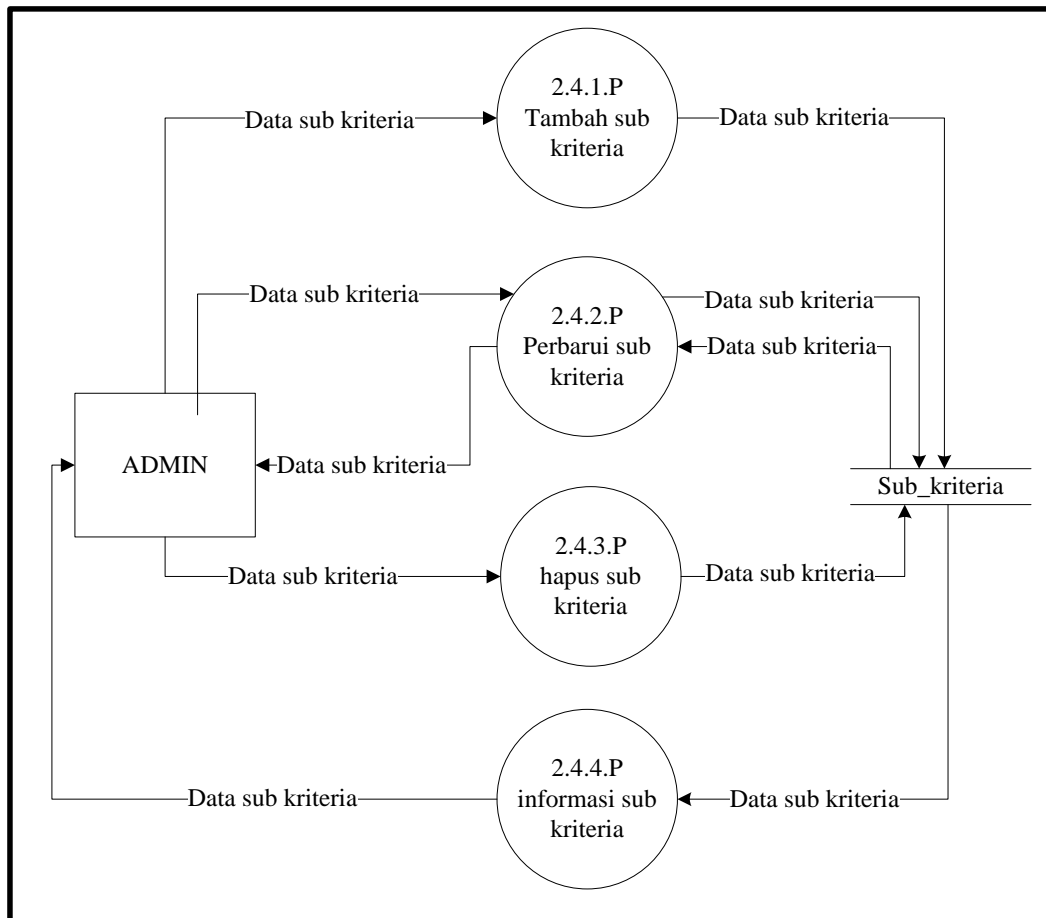 2.4.1.P
Tambah sub
kriteria
Data sub kriteria
Data sub kriteria
Data sub kriteria
2.4.2.P
Perbarui sub
kriteria
Data sub kriteria
Data sub kriteria
ADMIN
Data sub kriteria
Sub_kriteria
2.4.3.P
hapus sub
kriteria
Data sub kriteria
Data sub kriteria
2.4.4.P
informasi sub
kriteria
Data sub kriteria
Data sub kriteria